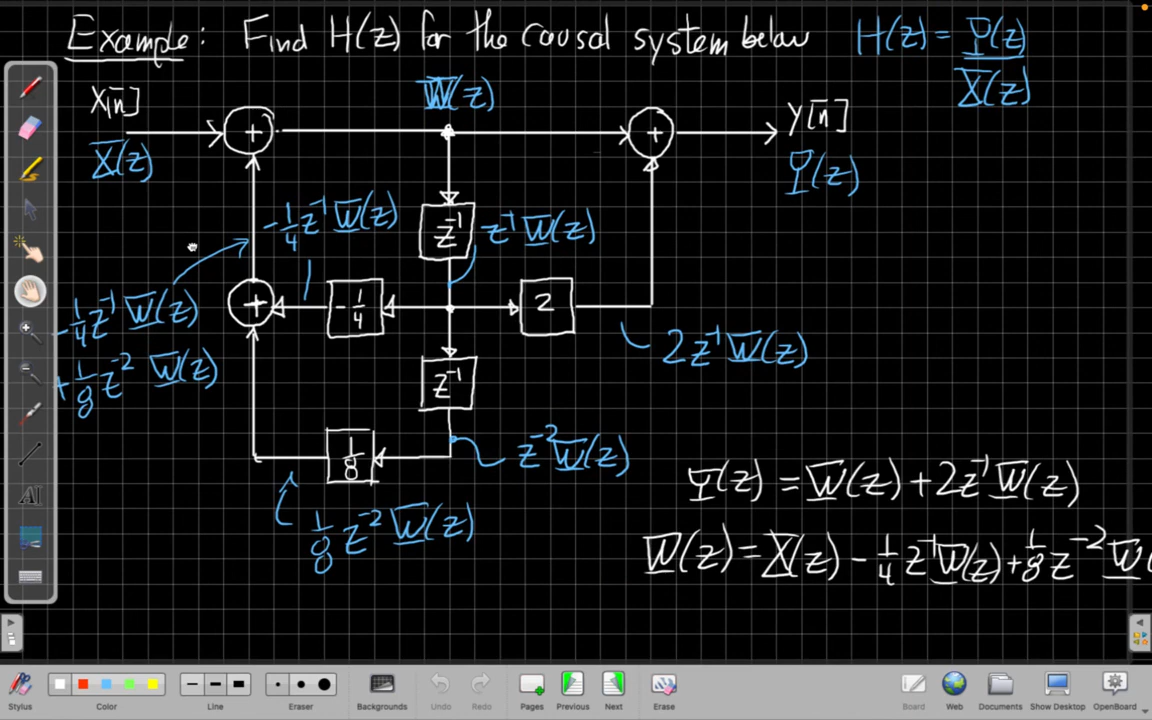 Example: Find H(z) for the causal system below H(z) = Y(z)/X(z)
X[n]
X(z)
W(z)
Y[n]
Y(z)
+
+
z⁻¹
z⁻¹ W(z)
-1/4 z⁻¹ W(z)
-1/4 z⁻¹ W(z)
+1/8 z⁻² W(z)
+
-1/4
2
2z⁻¹ W(z)
z⁻¹
1/8
z⁻² W(z)
1/8 z⁻² W(z)
Y(z) = W(z) + 2z⁻¹ W(z)
W(z) = X(z) - 1/4 z⁻¹ W(z) + 1/8 z⁻² W(
AI
Stylus Color Line Eraser Backgrounds Undo Redo Pages Previous Next Erase Board Web Documents Show Desktop OpenBoard